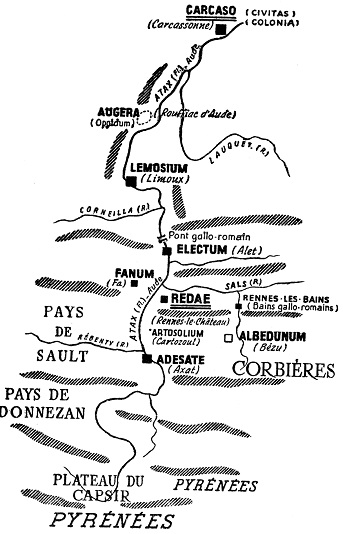 CARCASO (CIVITAS)
(Carcassonne) (COLONIA)
ATAX (Fl.) Aude
AUGERA (Rouffiac d'Aude)
(Oppidum)
LAUQUET (R)
LEMOSIUM
(Limoux)
CORNEILLA (R)
Pont gallo-romain
ELECTUM (Alet)
FANUM
(Fa)
SALS (R)
ATAX (Fl.) Aude
REDAE
(Rennes-le-Château)
RENNES-LES-BAINS
(Bains gallo-romains)
PAYS
DE
SAULT
RÉBENTY (R)
ARTOSOLIUM
(Cartozoul)
ALBEDUNUM
(Bézu)
ADESATE
(Axat)
CORBIÈRES
PAYS DE
DONNEZAN
PLATEAU DU
CAPSIR
PYRÉNÉES
PYRÉNÉES